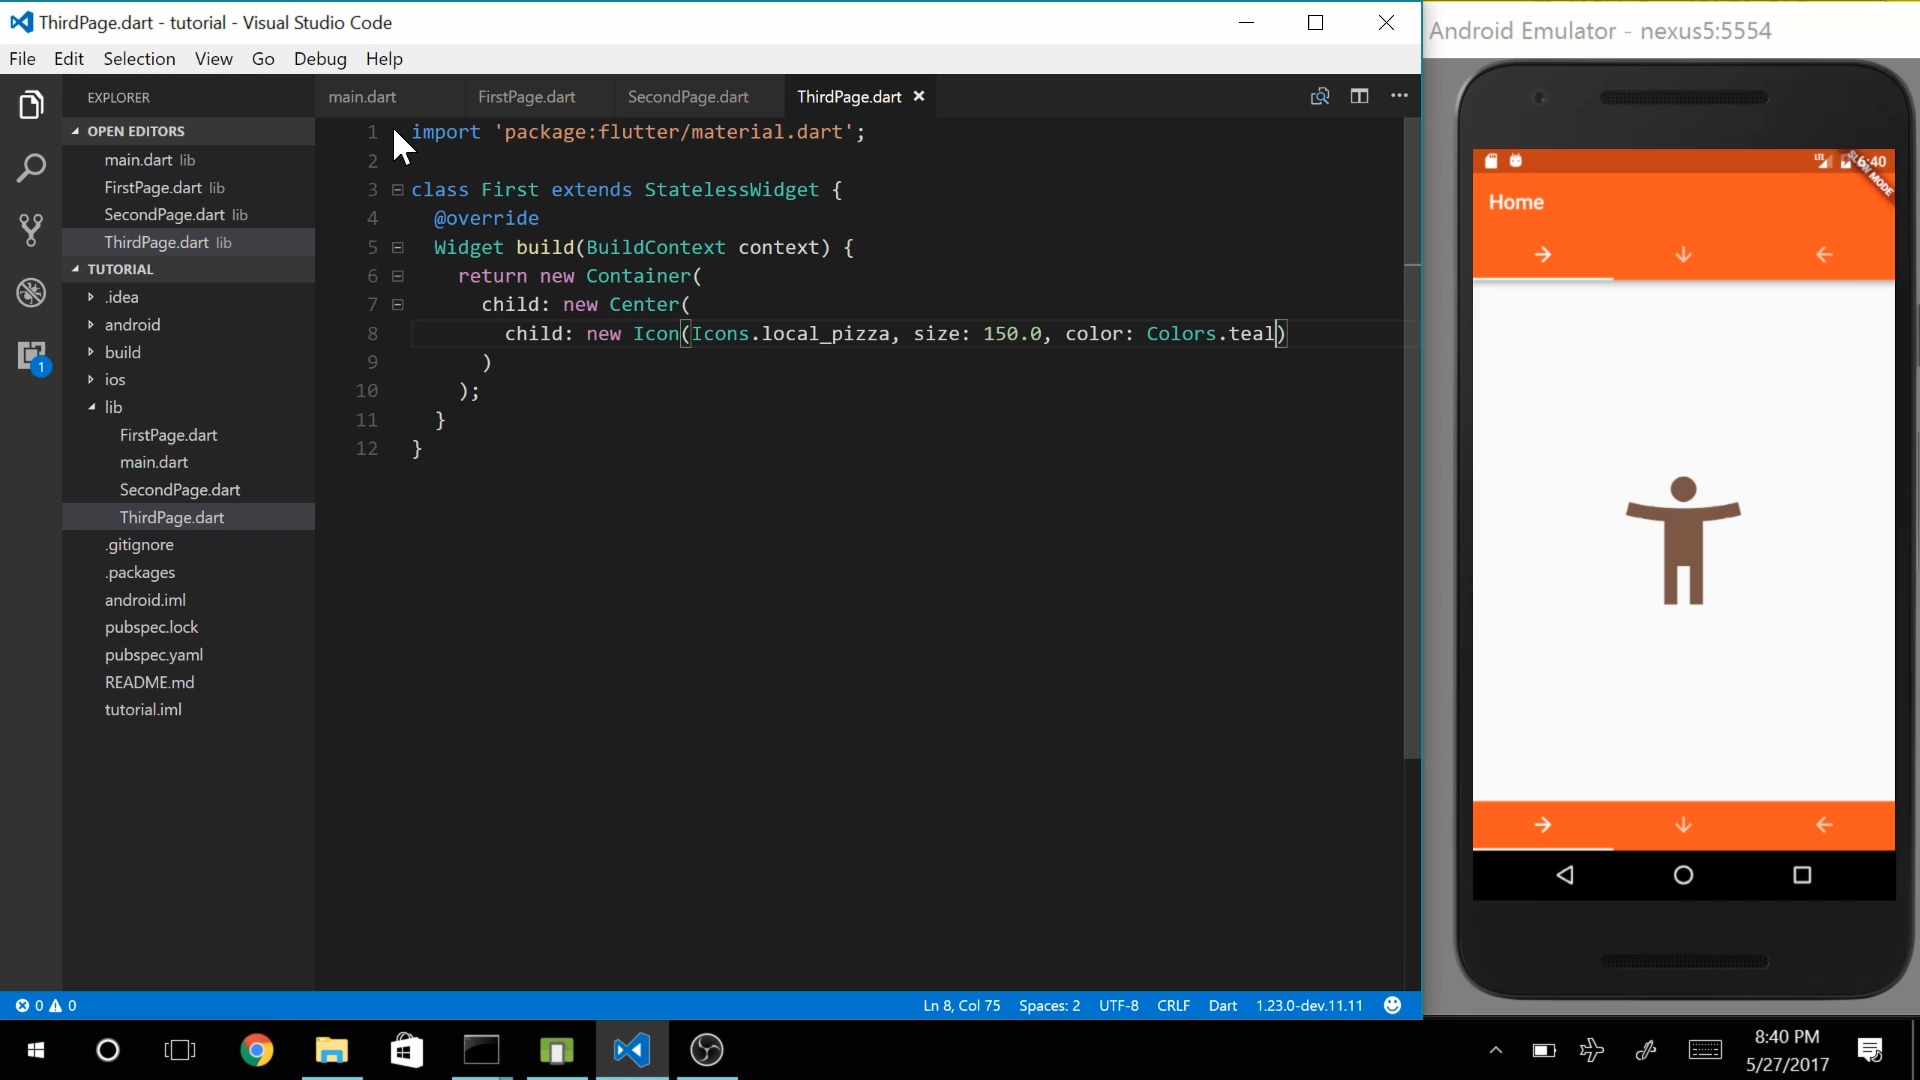 ThirdPage.dart - tutorial - Visual Studio Code
File Edit Selection View Go Debug Help
EXPLORER
OPEN EDITORS
main.dart lib
FirstPage.dart lib
SecondPage.dart lib
ThirdPage.dart lib
TUTORIAL
.idea
android
build
ios
lib
FirstPage.dart
main.dart
SecondPage.dart
ThirdPage.dart
.gitignore
.packages
android.iml
pubspec.lock
pubspec.yaml
README.md
tutorial.iml
1
main.dart FirstPage.dart SecondPage.dart ThirdPage.dart
1 import 'package:flutter/material.dart';
2
3 class First extends StatelessWidget {
4 @override
5 Widget build(BuildContext context) {
6 return new Container(
7 child: new Center(
8 child: new Icon(Icons.local_pizza, size: 150.0, color: Colors.teal)
9 )
10 );
11 }
12 }
0 0 Ln 8, Col 75 Spaces: 2 UTF-8 CRLF Dart 1.23.0-dev.11.11
Android Emulator - nexus5:5554
LTE 6:40
SLOW MODE
Home
8:40 PM
5/27/2017